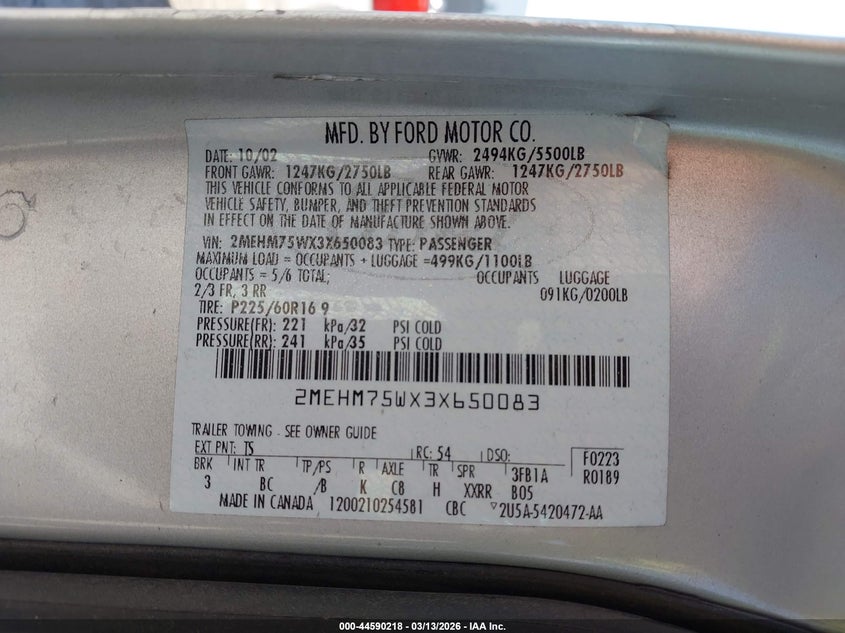 MFD. BY FORD MOTOR CO.
DATE: 10/02 GVWR: 2494KG/5500LB
FRONT GAWR: 1247KG/2750LB REAR GAWR: 1247KG/2750LB
THIS VEHICLE CONFORMS TO ALL APPLICABLE FEDERAL MOTOR
VEHICLE SAFETY, BUMPER, AND THEFT PREVENTION STANDARDS
IN EFFECT ON THE DATE OF MANUFACTURE SHOWN ABOVE.
VIN: 2MEHM75WX3X650083 TYPE: PASSENGER
MAXIMUM LOAD = OCCUPANTS + LUGGAGE =499KG/1100LB
OCCUPANTS = 5/6 TOTAL; OCCUPANTS LUGGAGE
2/3 FR, 3 RR 091KG/0200LB
TIRE: P225/60R16 9
PRESSURE(FR): 221 kPa/32 PSI COLD
PRESSURE(RR): 241 kPa/35 PSI COLD
2MEHM75WX3X650083
TRAILER TOWING - SEE OWNER GUIDE
EXT PNT: TS RC: 54 DSO: F0223
BRK INT TR TP/PS R AXLE TR SPR 3FB1A R0189
3 BC /B K C8 H XXRR B05
MADE IN CANADA 1200210254581 CBC ▽2U5A-5420472-AA
000-44590218 - 03/13/2026 - IAA Inc.